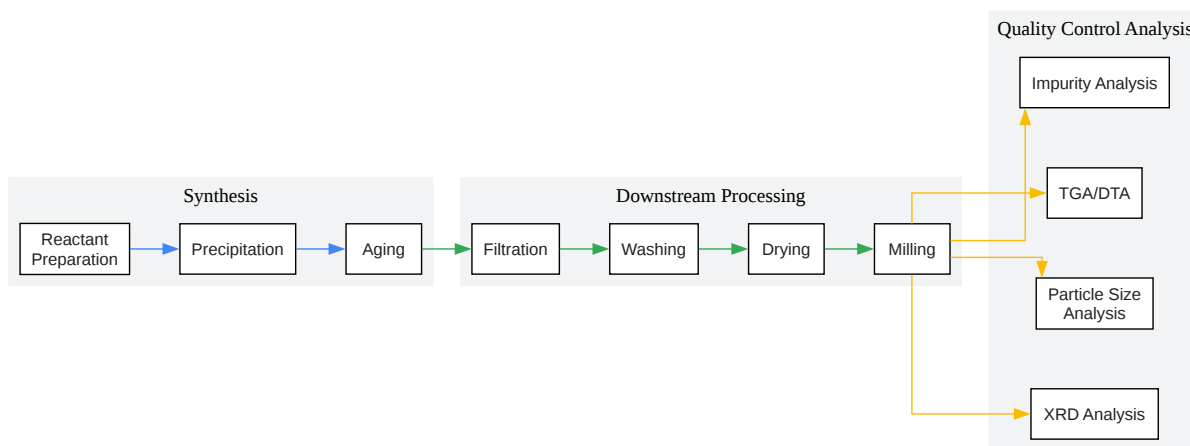 Quality Control Analysis
Impurity Analysis
Synthesis
Downstream Processing
TGA/DTA
Reactant
Preparation
Precipitation
Aging
Filtration
Washing
Drying
Milling
Particle Size
Analysis
XRD Analysis